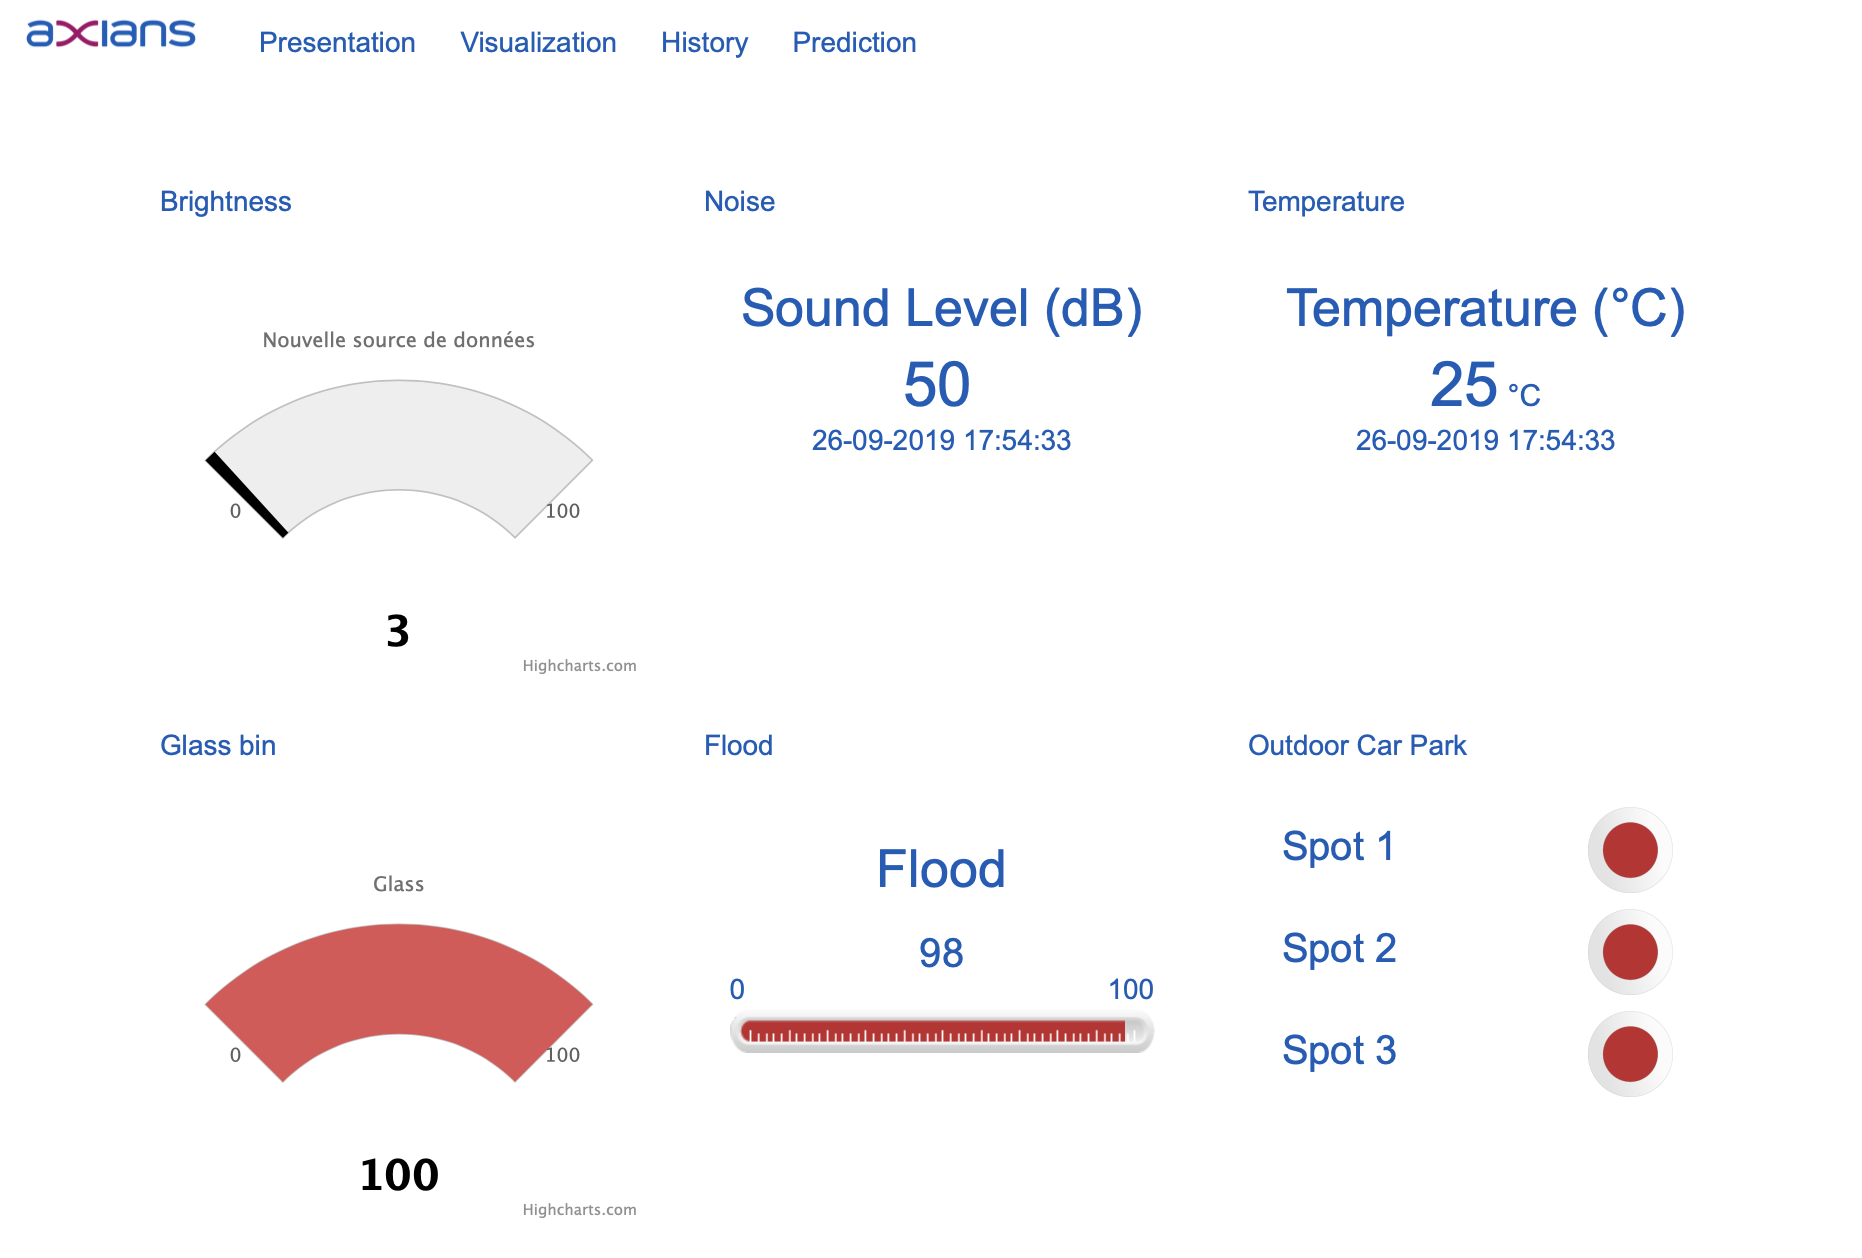 axians
Presentation Visualization History Prediction
Brightness
Nouvelle source de données
0 100
3
Highcharts.com
Noise
Sound Level (dB)
50
26-09-2019 17:54:33
Temperature
Temperature (°C)
25 °C
26-09-2019 17:54:33
Glass bin
Glass
0 100
100
Highcharts.com
Flood
Flood
98
0 100
Outdoor Car Park
Spot 1
Spot 2
Spot 3